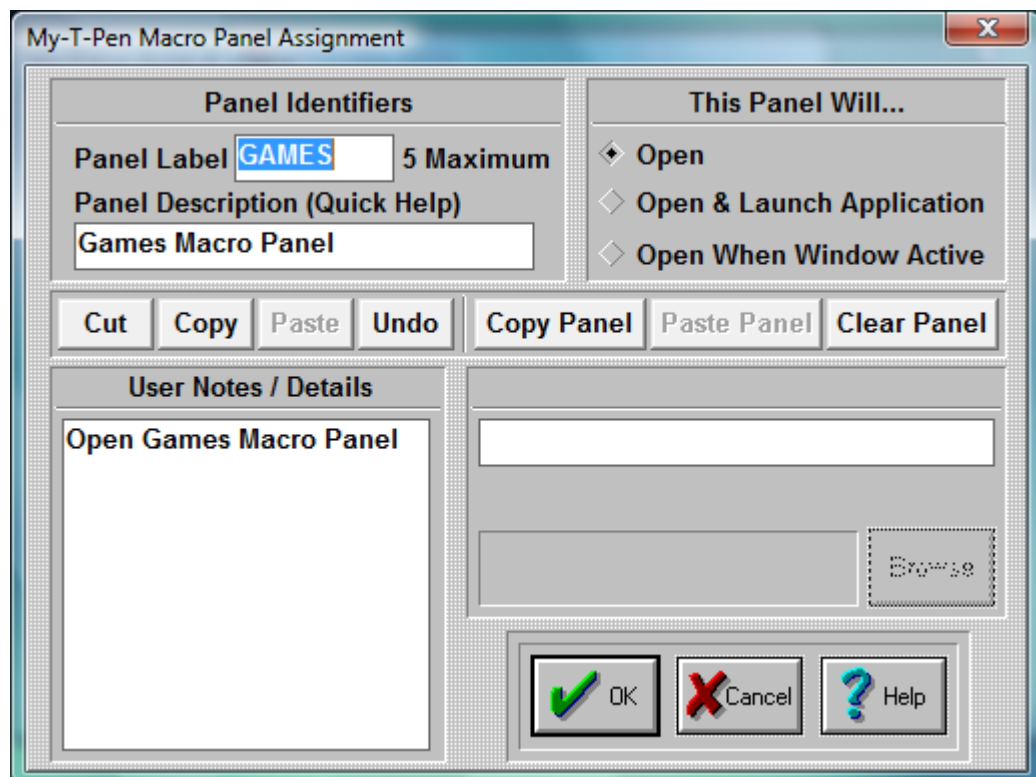 My-T-Pen Macro Panel Assignment
Panel Identifiers
Panel Label GAMES 5 Maximum
Panel Description (Quick Help)
Games Macro Panel
This Panel Will...
Open
Open & Launch Application
Open When Window Active
Cut Copy Paste Undo Copy Panel Paste Panel Clear Panel
User Notes / Details
Open Games Macro Panel
Browse
OK Cancel Help